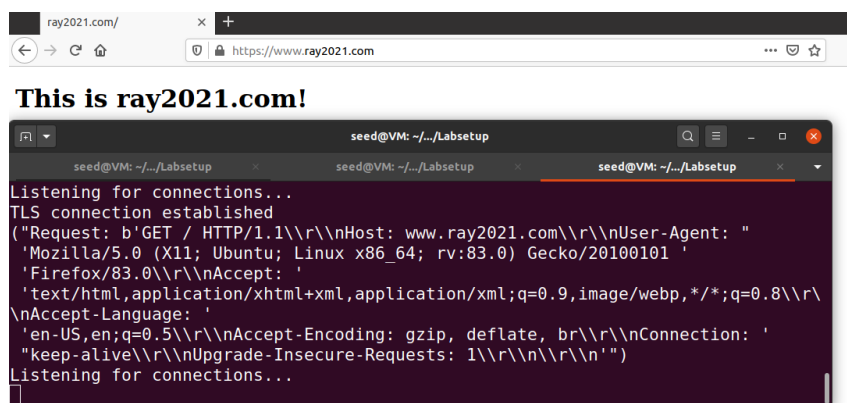 ray2021.com/
https://www.ray2021.com
This is ray2021.com!
seed@VM: ~/.../Labsetup
seed@VM: ~/.../Labsetup seed@VM: ~/.../Labsetup seed@VM: ~/.../Labsetup
Listening for connections...
TLS connection established
("Request: b'GET / HTTP/1.1\\r\\nHost: www.ray2021.com\\r\\nUser-Agent: "
'Mozilla/5.0 (X11; Ubuntu; Linux x86_64; rv:83.0) Gecko/20100101 '
'Firefox/83.0\\r\\nAccept: '
'text/html,application/xhtml+xml,application/xml;q=0.9,image/webp,*/*;q=0.8\\r\
\nAccept-Language: '
'en-US,en;q=0.5\\r\\nAccept-Encoding: gzip, deflate, br\\r\\nConnection: '
"keep-alive\\r\\nUpgrade-Insecure-Requests: 1\\r\\n\\r\\n'")
Listening for connections...